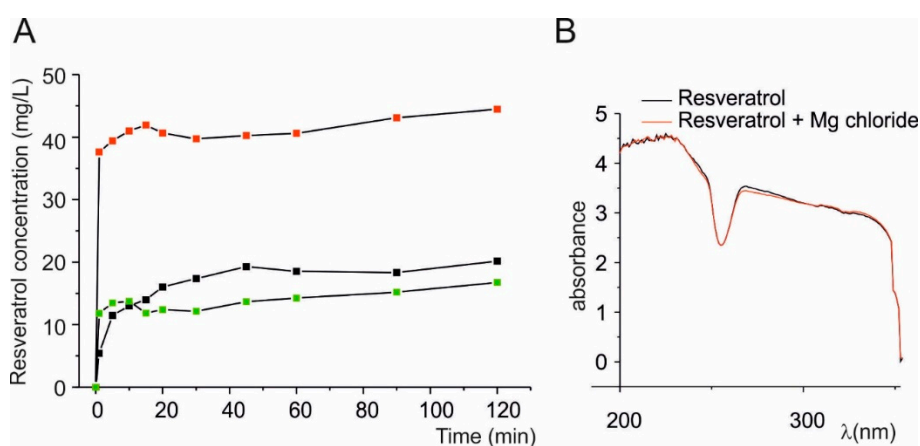 A
Resveratrol concentration (mg/L)
50
40
30
20
10
0
0 20 40 60 80 100 120
Time (min)
B
Resveratrol
Resveratrol + Mg chloride
absorbance
5
4
3
2
1
0
200 300
λ(nm)